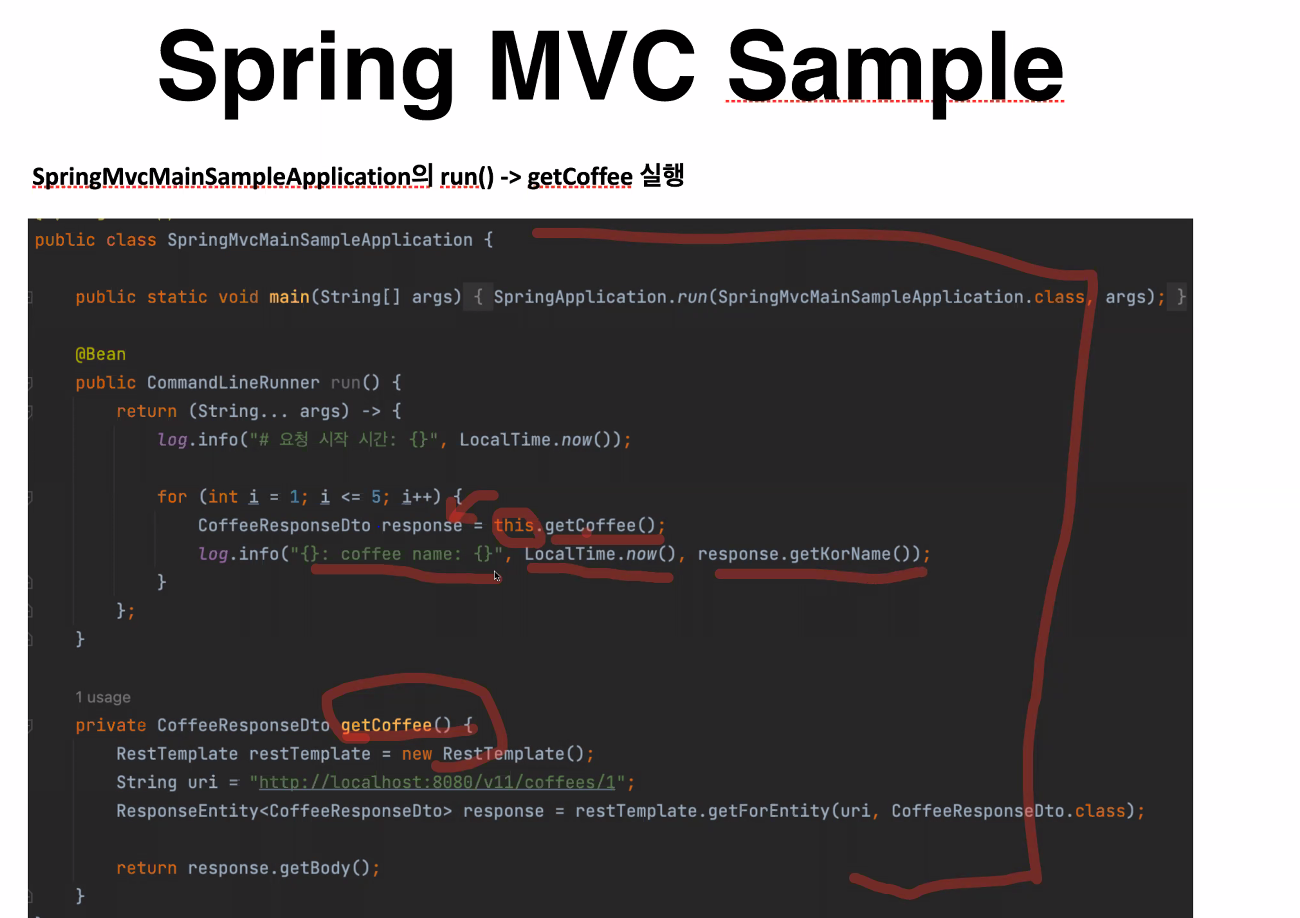 Spring MVC Sample
SpringMvcMainSampleApplication의 run() -> getCoffee 실행
public class SpringMvcMainSampleApplication {
public static void main(String[] args) { SpringApplication.run(SpringMvcMainSampleApplication.class, args); }
@Bean
public CommandLineRunner run() {
return (String... args) -> {
log.info("# 요청 시작 시간: {}", LocalTime.now());
for (int i = 1; i <= 5; i++) {
CoffeeResponseDto response = this.getCoffee();
log.info("{}: coffee name: {}", LocalTime.now(), response.getKorName());
}
};
}
1 usage
private CoffeeResponseDto getCoffee() {
RestTemplate restTemplate = new RestTemplate();
String uri = "http://localhost:8080/v11/coffees/1";
ResponseEntity<CoffeeResponseDto> response = restTemplate.getForEntity(uri, CoffeeResponseDto.class);
return response.getBody();
}